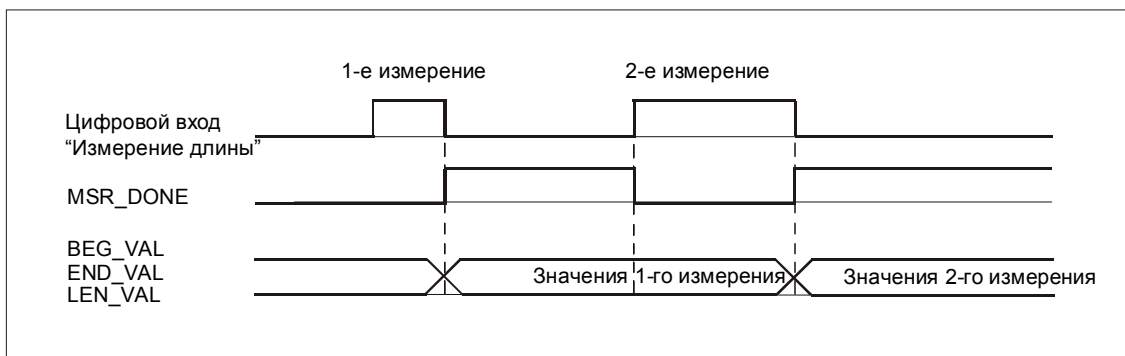 1-е измерение
2-е измерение
Цифровой вход
“Измерение длины”
MSR_DONE
BEG_VAL
END_VAL
LEN_VAL
Значения 1-го измерения
Значения 2-го измерения